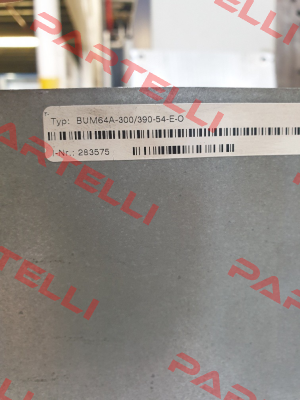 PARTELLI
Typ: BUM64A-300/390-54-E-O
-Nr : 283575
PARTELLI
PARTELLI
PARTELLI